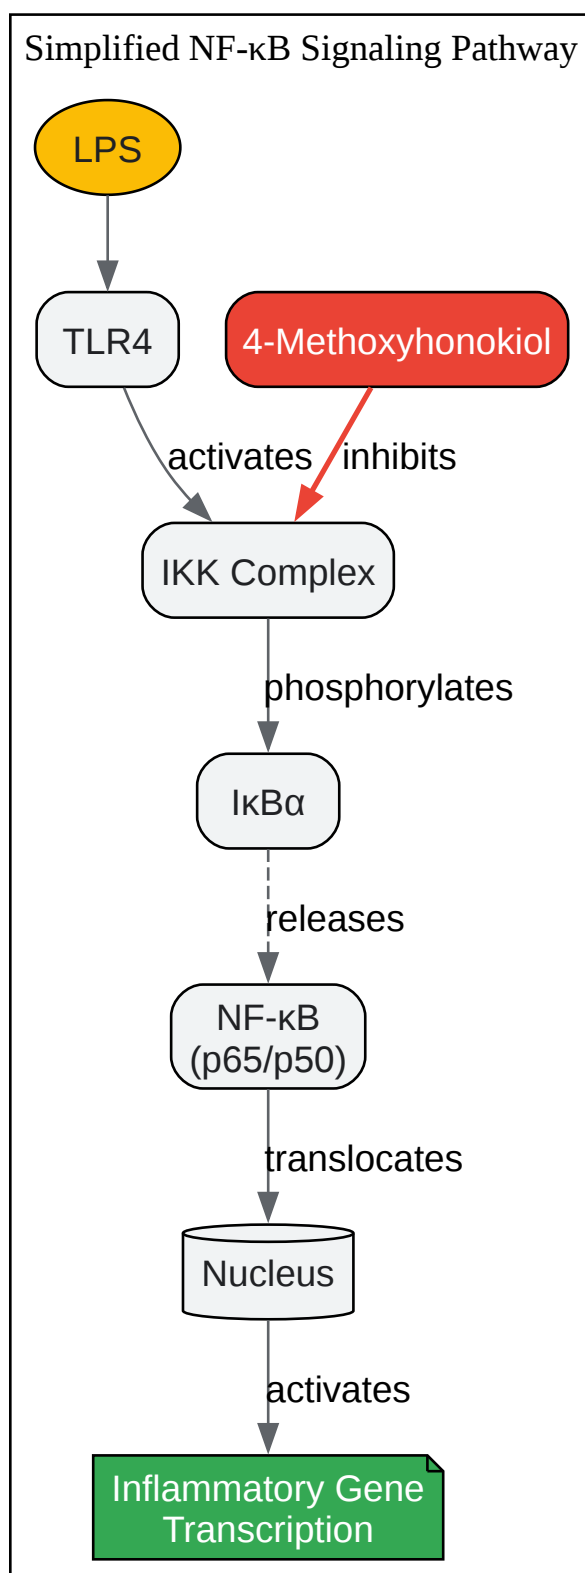 Simplified NF-κB Signaling Pathway
LPS
TLR4
4-Methoxyhonokiol
activates
inhibits
IKK Complex
phosphorylates
IκBα
releases
NF-κB
(p65/p50)
translocates
Nucleus
activates
Inflammatory Gene
Transcription